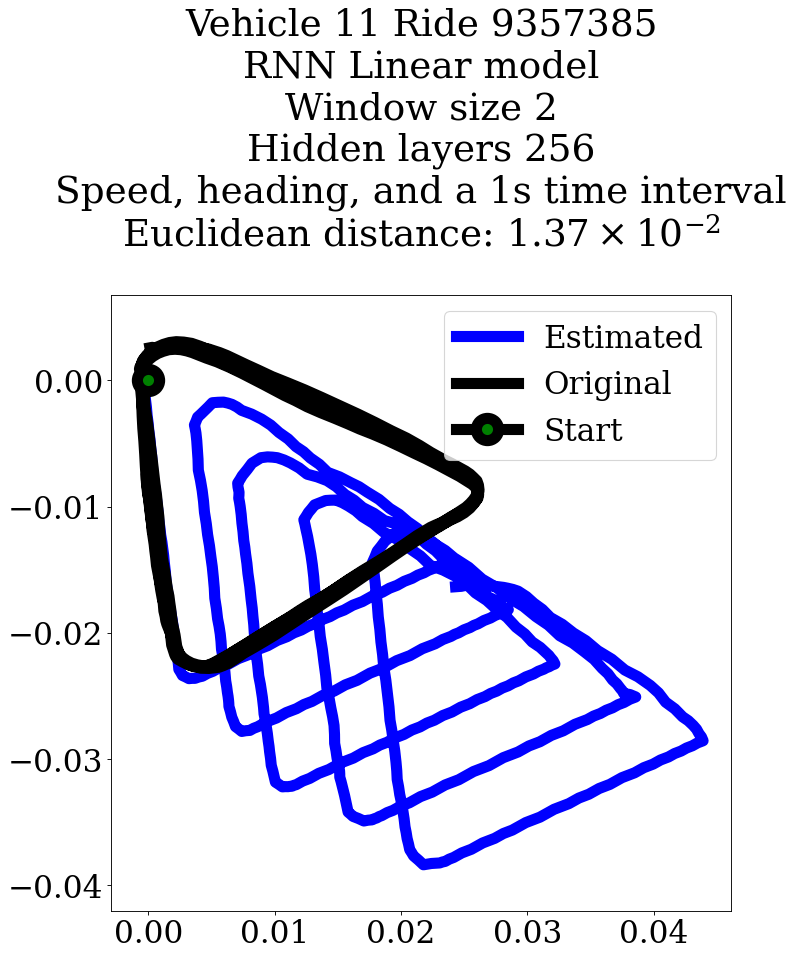 Vehicle 11 Ride 9357385
RNN Linear model
Window size 2
Hidden layers 256
Speed, heading, and a 1s time interval
Euclidean distance: 1.37 × 10⁻²
Estimated
Original
Start
0.00
−0.01
−0.02
−0.03
−0.04
0.00 0.01 0.02 0.03 0.04